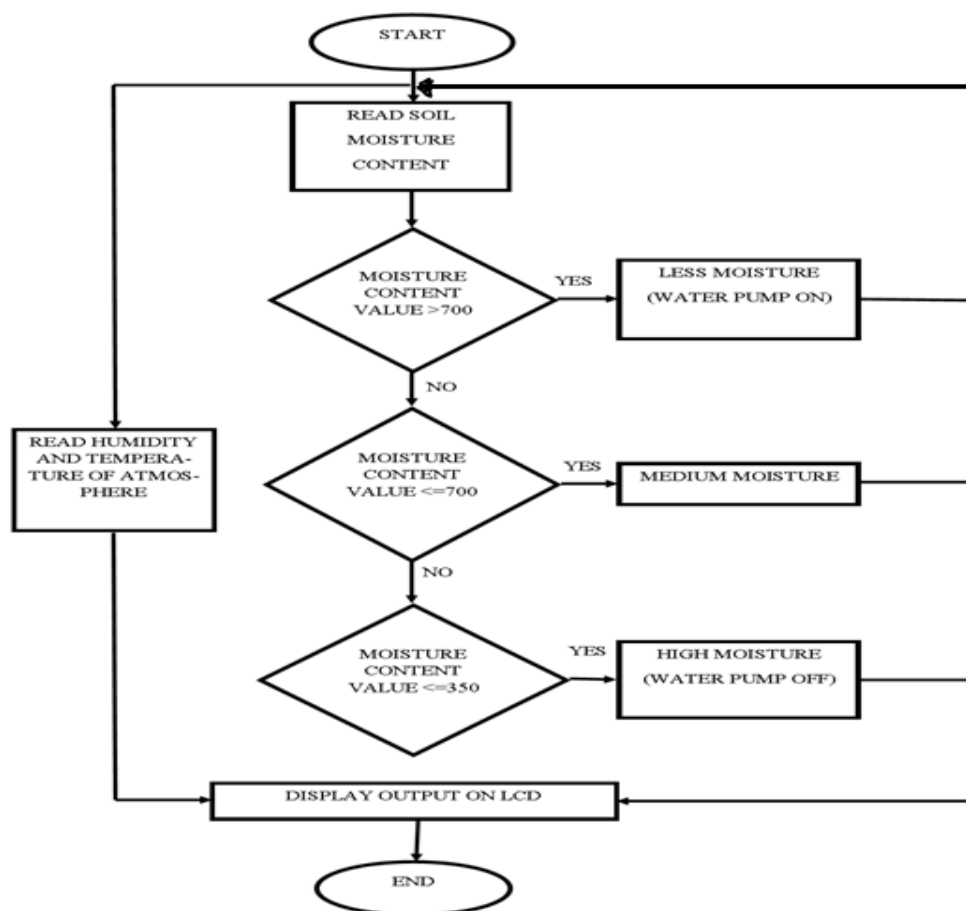 START
READ SOIL
MOISTURE
CONTENT
MOISTURE
CONTENT
VALUE >700
YES
LESS MOISTURE
(WATER PUMP ON)
NO
READ HUMIDITY
AND TEMPERA-
TURE OF ATMOS-
PHERE
MOISTURE
CONTENT
VALUE <=700
YES
MEDIUM MOISTURE
NO
MOISTURE
CONTENT
VALUE <=350
YES
HIGH MOISTURE
(WATER PUMP OFF)
DISPLAY OUTPUT ON LCD
END